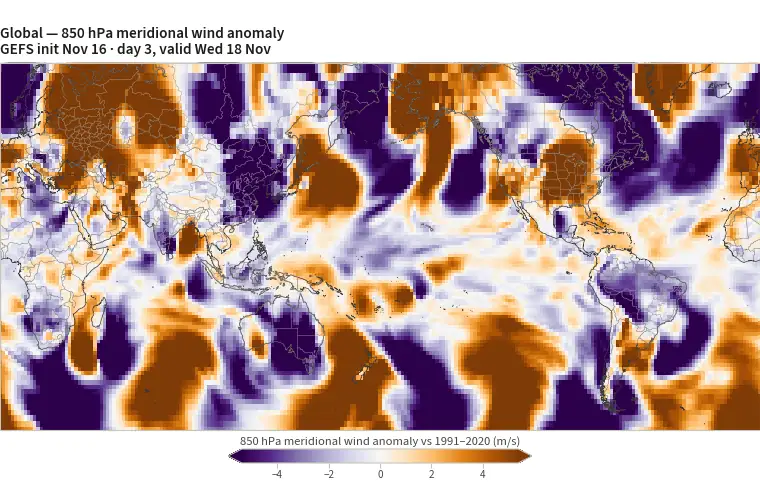 Global — 850 hPa meridional wind anomaly
GEFS init Nov 16 · day 3, valid Wed 18 Nov
850 hPa meridional wind anomaly vs 1991–2020 (m/s)
−4 −2 0 2 4